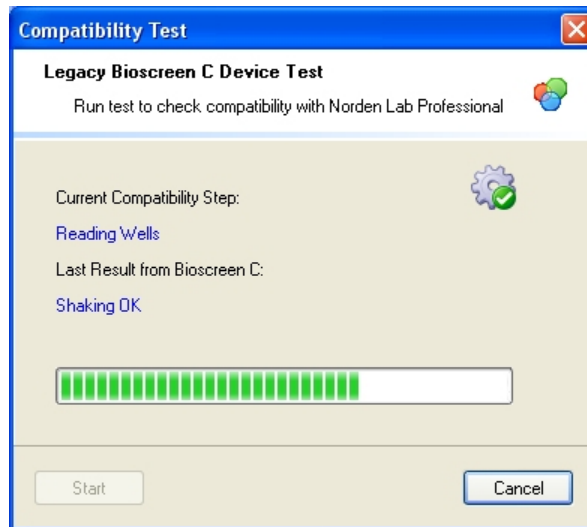 Compatibility Test
Legacy Bioscreen C Device Test
Run test to check compatibility with Norden Lab Professional
Current Compatibility Step:
Reading Wells
Last Result from Bioscreen C:
Shaking OK
Start
Cancel